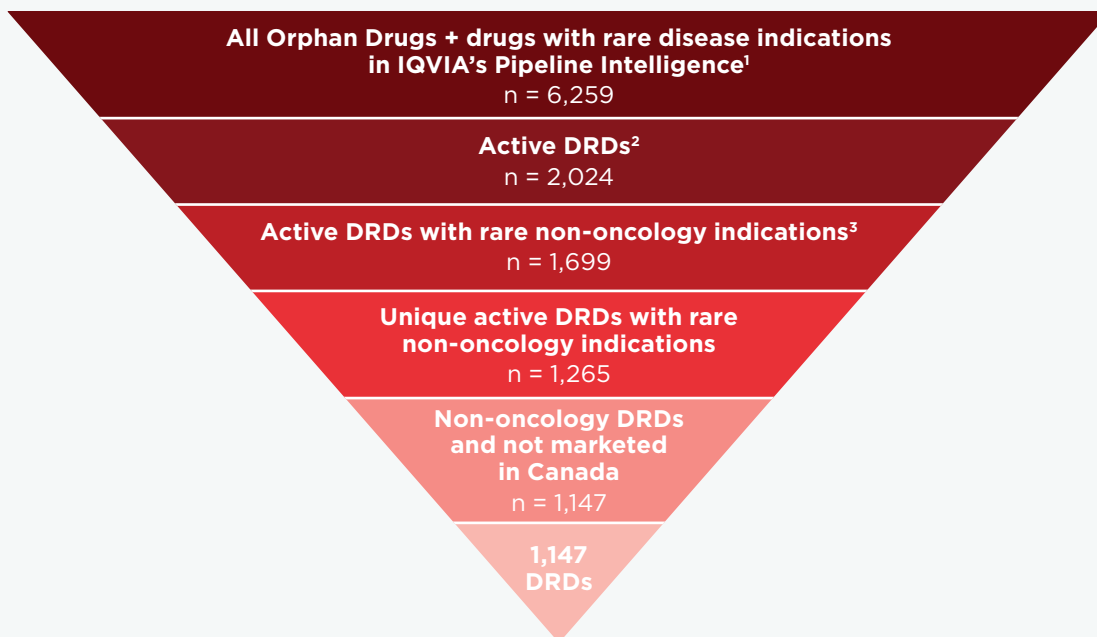 All Orphan Drugs + drugs with rare disease indications
in IQVIA’s Pipeline Intelligence¹
n = 6,259
Active DRDs²
n = 2,024
Active DRDs with rare non-oncology indications³
n = 1,699
Unique active DRDs with rare
non-oncology indications
n = 1,265
Non-oncology DRDs
and not marketed
in Canada
n = 1,147
1,147
DRDs